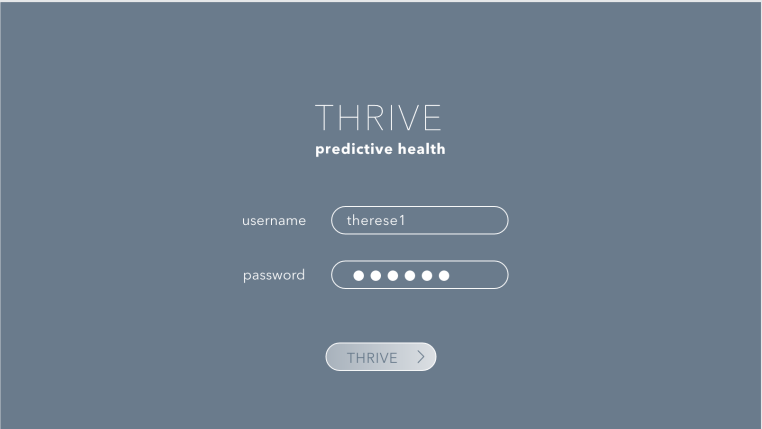 THRIVE
predictive health
username therese1
password ●●●●●●
THRIVE >